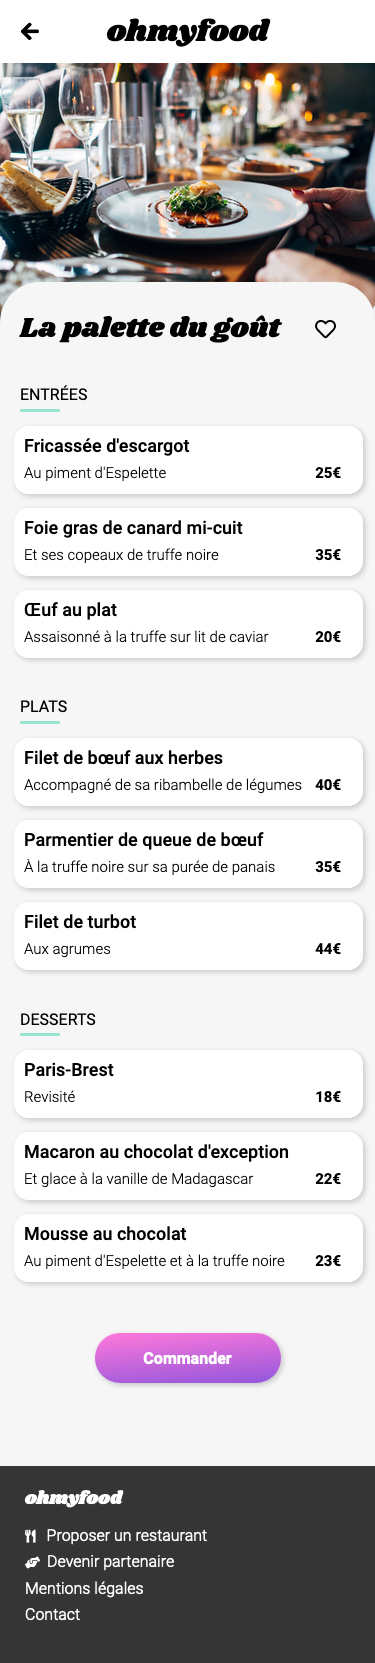 ohmyfood
La palette du goût
ENTRÉES
Fricassée d'escargot
Au piment d'Espelette 25€
Foie gras de canard mi-cuit
Et ses copeaux de truffe noire 35€
Œuf au plat
Assaisonné à la truffe sur lit de caviar 20€
PLATS
Filet de bœuf aux herbes
Accompagné de sa ribambelle de légumes 40€
Parmentier de queue de bœuf
À la truffe noire sur sa purée de panais 35€
Filet de turbot
Aux agrumes 44€
DESSERTS
Paris-Brest
Revisité 18€
Macaron au chocolat d'exception
Et glace à la vanille de Madagascar 22€
Mousse au chocolat
Au piment d'Espelette et à la truffe noire 23€
Commander
ohmyfood
Proposer un restaurant
Devenir partenaire
Mentions légales
Contact